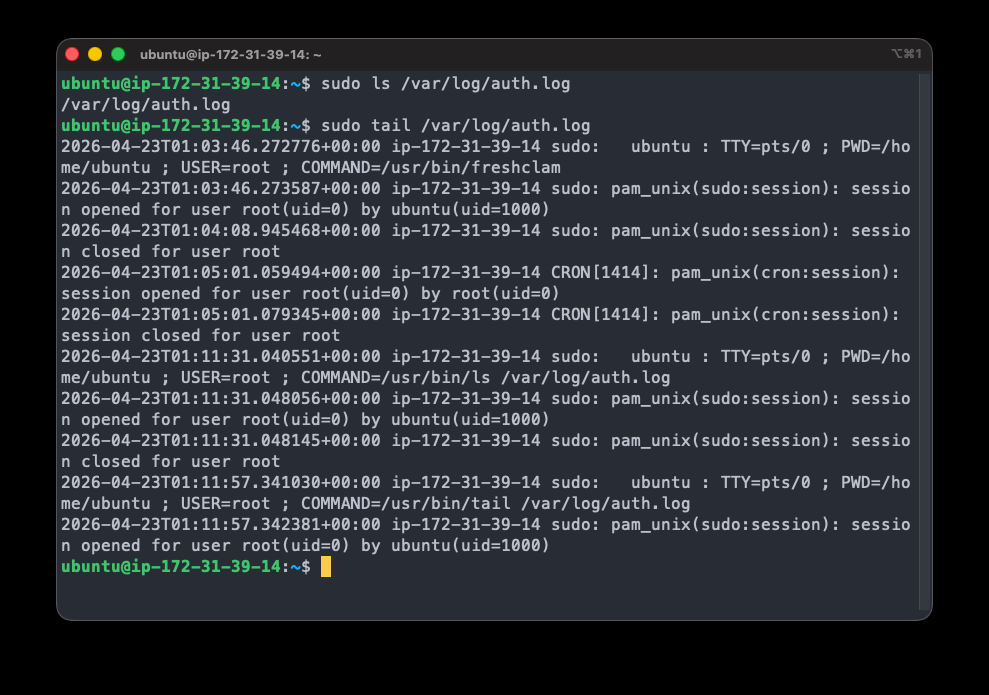 ubuntu@ip-172-31-39-14: ~
⌥⌘1
ubuntu@ip-172-31-39-14:~$ sudo ls /var/log/auth.log
/var/log/auth.log
ubuntu@ip-172-31-39-14:~$ sudo tail /var/log/auth.log
2026-04-23T01:03:46.272776+00:00 ip-172-31-39-14 sudo:   ubuntu : TTY=pts/0 ; PWD=/ho
me/ubuntu ; USER=root ; COMMAND=/usr/bin/freshclam
2026-04-23T01:03:46.273587+00:00 ip-172-31-39-14 sudo: pam_unix(sudo:session): sessio
n opened for user root(uid=0) by ubuntu(uid=1000)
2026-04-23T01:04:08.945468+00:00 ip-172-31-39-14 sudo: pam_unix(sudo:session): sessio
n closed for user root
2026-04-23T01:05:01.059494+00:00 ip-172-31-39-14 CRON[1414]: pam_unix(cron:session):
session opened for user root(uid=0) by root(uid=0)
2026-04-23T01:05:01.079345+00:00 ip-172-31-39-14 CRON[1414]: pam_unix(cron:session):
session closed for user root
2026-04-23T01:11:31.040551+00:00 ip-172-31-39-14 sudo:   ubuntu : TTY=pts/0 ; PWD=/ho
me/ubuntu ; USER=root ; COMMAND=/usr/bin/ls /var/log/auth.log
2026-04-23T01:11:31.048056+00:00 ip-172-31-39-14 sudo: pam_unix(sudo:session): sessio
n opened for user root(uid=0) by ubuntu(uid=1000)
2026-04-23T01:11:31.048145+00:00 ip-172-31-39-14 sudo: pam_unix(sudo:session): sessio
n closed for user root
2026-04-23T01:11:57.341030+00:00 ip-172-31-39-14 sudo:   ubuntu : TTY=pts/0 ; PWD=/ho
me/ubuntu ; USER=root ; COMMAND=/usr/bin/tail /var/log/auth.log
2026-04-23T01:11:57.342381+00:00 ip-172-31-39-14 sudo: pam_unix(sudo:session): sessio
n opened for user root(uid=0) by ubuntu(uid=1000)
ubuntu@ip-172-31-39-14:~$